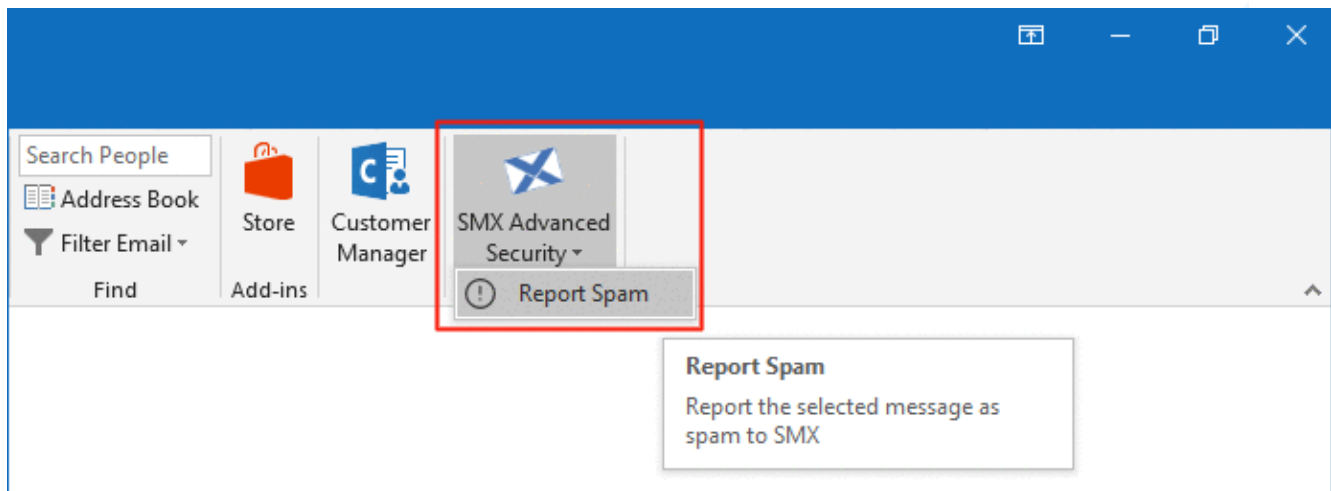 Search People
Address Book
Filter Email
Find
Store
Add-ins
Customer
Manager
SMX Advanced
Security
Report Spam
Report Spam
Report the selected message as
spam to SMX